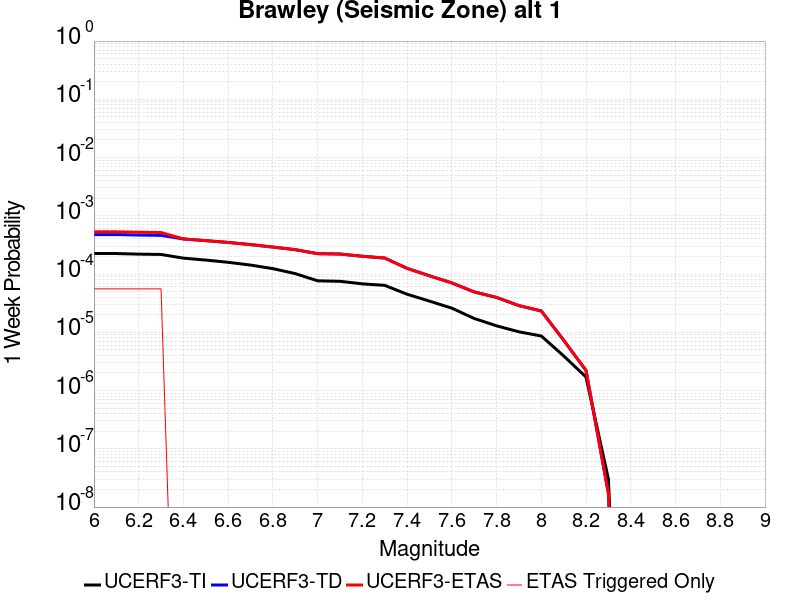 Brawley (Seismic Zone) alt 1
10^0
10^-1
10^-2
10^-3
10^-4
10^-5
10^-6
10^-7
10^-8
1 Week Probability
6 6.2 6.4 6.6 6.8 7 7.2 7.4 7.6 7.8 8 8.2 8.4 8.6 8.8 9
Magnitude
UCERF3-TI UCERF3-TD UCERF3-ETAS ETAS Triggered Only